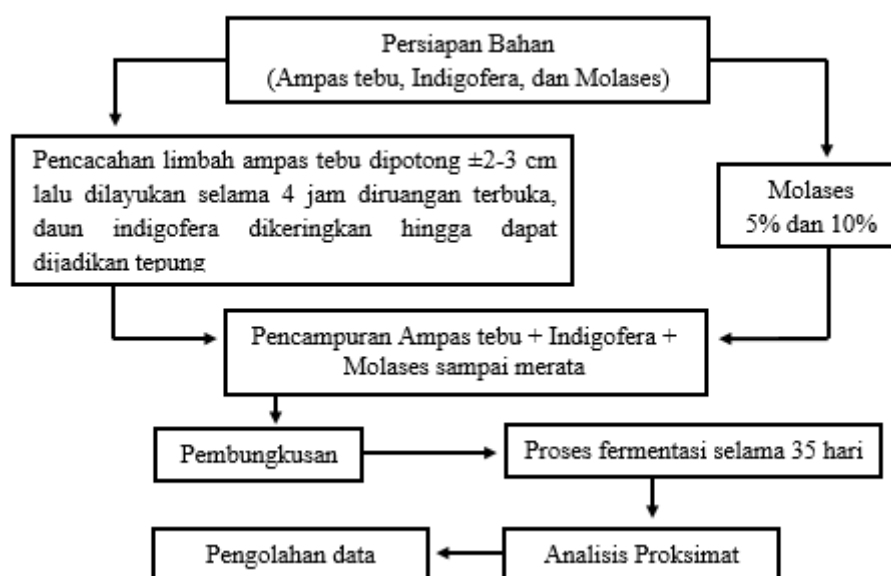 Persiapan Bahan
(Ampas tebu, Indigofera, dan Molases)
Pencacahan limbah ampas tebu dipotong ±2-3 cm
lalu dilayukan selama 4 jam diruangan terbuka,
daun indigofera dikeringkan hingga dapat
dijadikan tepung
Molases
5% dan 10%
Pencampuran Ampas tebu + Indigofera +
Molases sampai merata
Pembungkusan
Proses fermentasi selama 35 hari
Pengolahan data
Analisis Proksimat